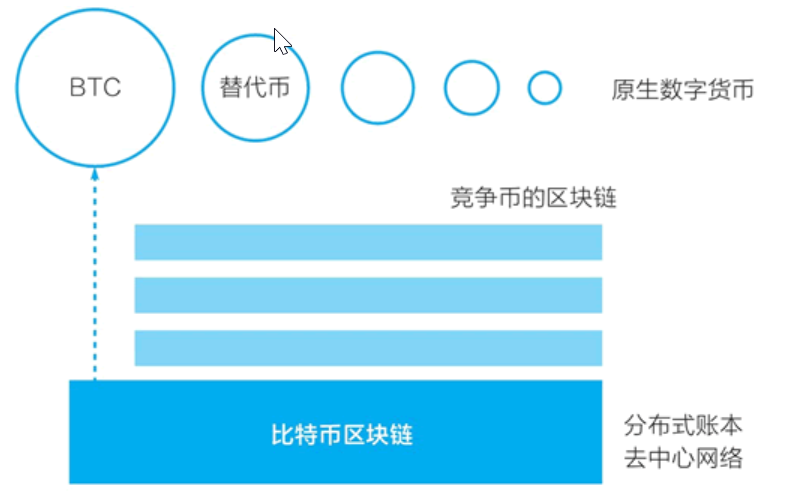 BTC
替代币
原生数字货币
竞争币的区块链
比特币区块链
分布式账本
去中心网络